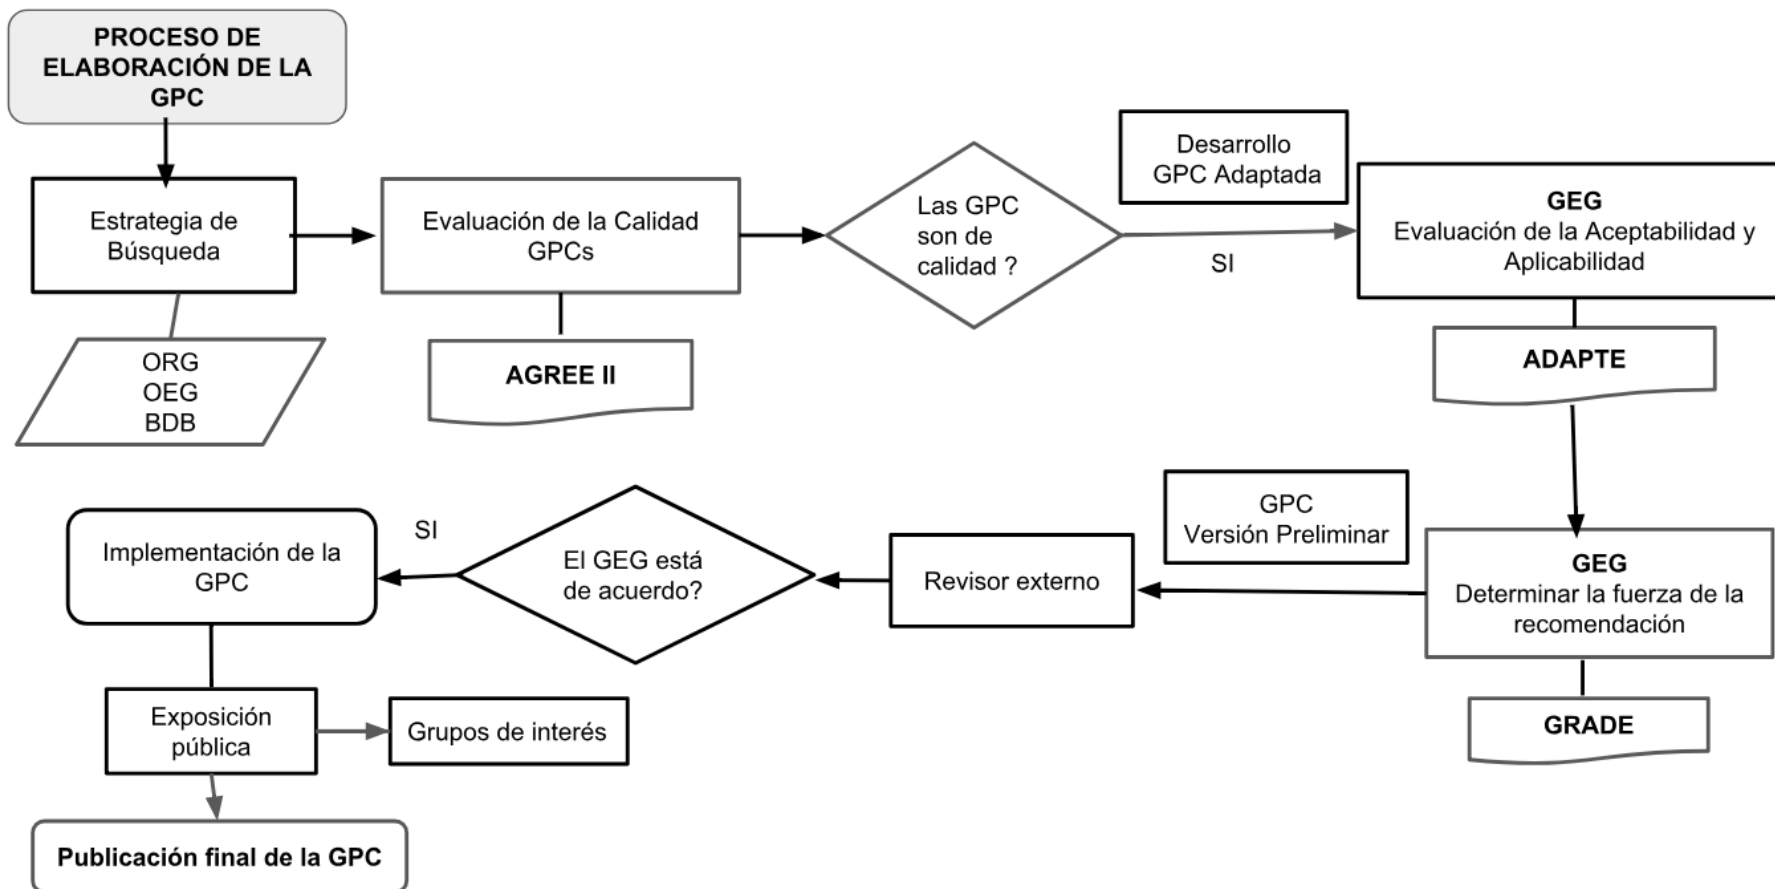 PROCESO DE
ELABORACIÓN DE LA
GPC
Estrategia de
Búsqueda
ORG
OEG
BDB
Evaluación de la Calidad
GPCs
AGREE II
Las GPC
son de
calidad ?
SI
Desarrollo
GPC Adaptada
GEG
Evaluación de la Aceptabilidad y
Aplicabilidad
ADAPTE
GEG
Determinar la fuerza de la
recomendación
GRADE
GPC
Versión Preliminar
Revisor externo
El GEG está
de acuerdo?
SI
Implementación de la
GPC
Exposición
pública
Grupos de interés
Publicación final de la GPC